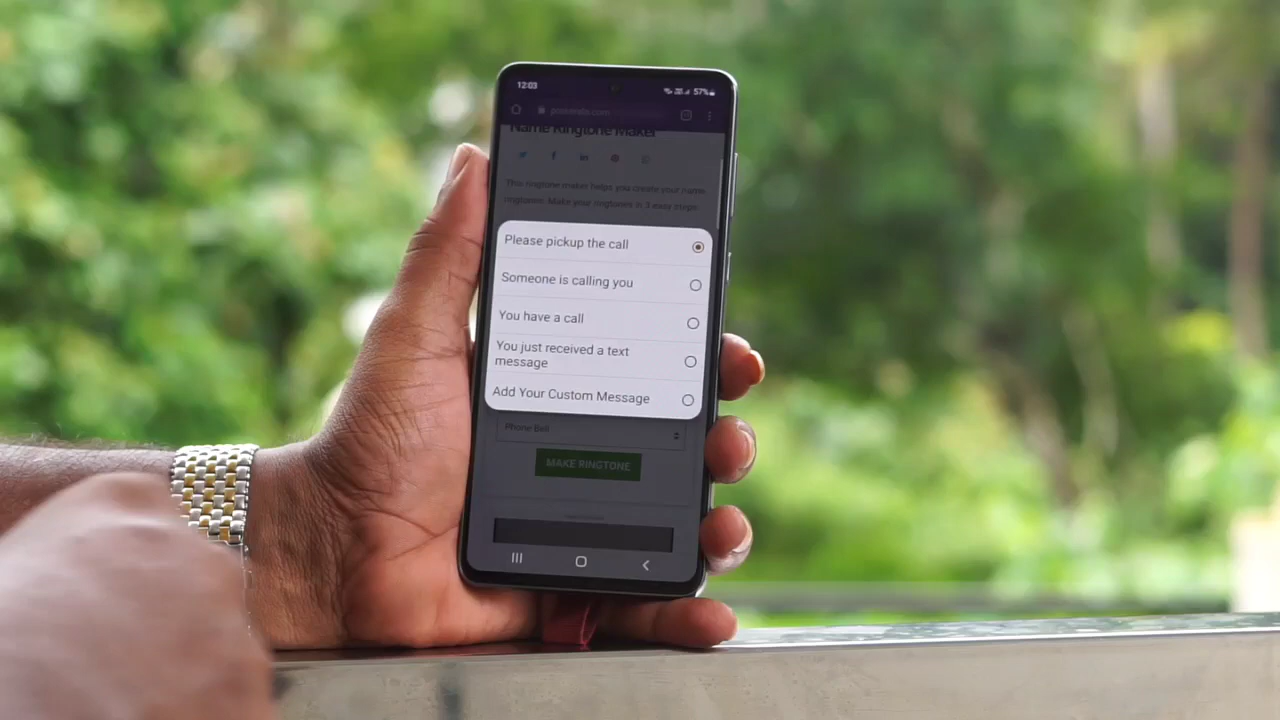 12:03
57%
Name Ringtone Maker
This ringtone maker helps you create your name
ringtones. Make your ringtones in 3 easy steps.
Please pickup the call
Someone is calling you
You have a call
You just received a text
message
Add Your Custom Message
Phone Bell
MAKE RINGTONE